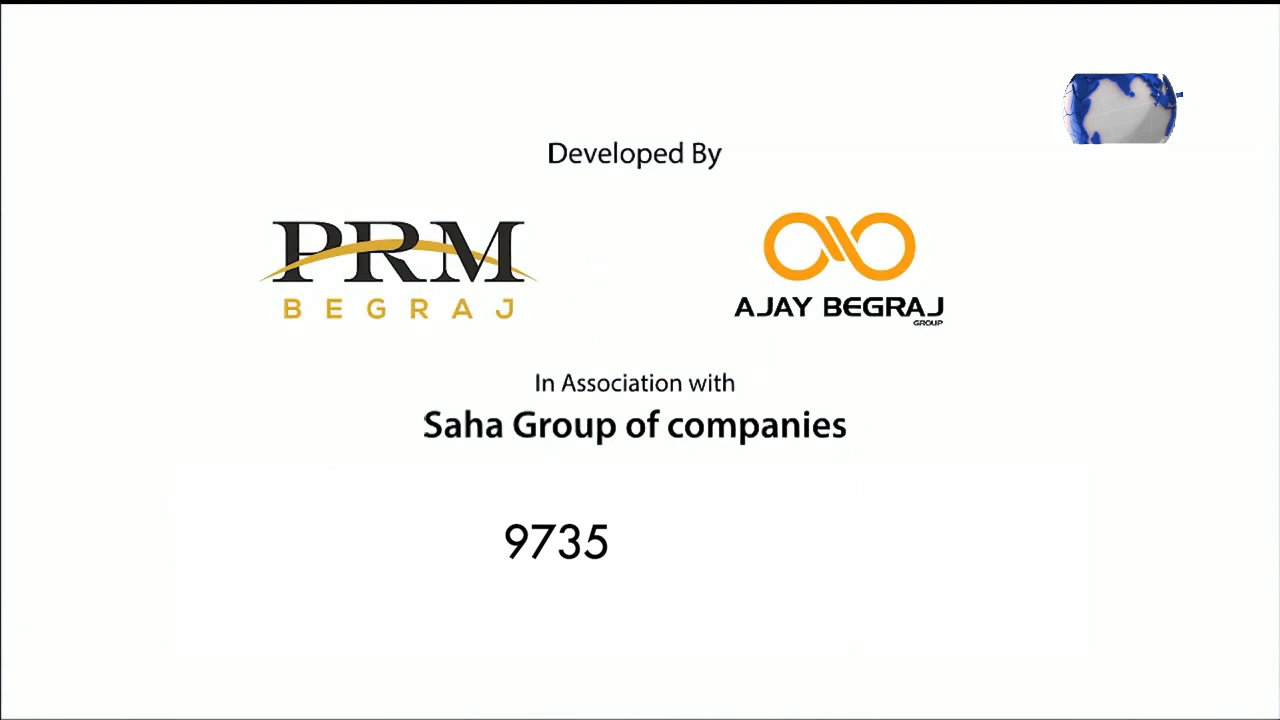 Developed By
PRM
BEGRAJ
AJAY BEGRAJ
GROUP
In Association with
Saha Group of companies
9735